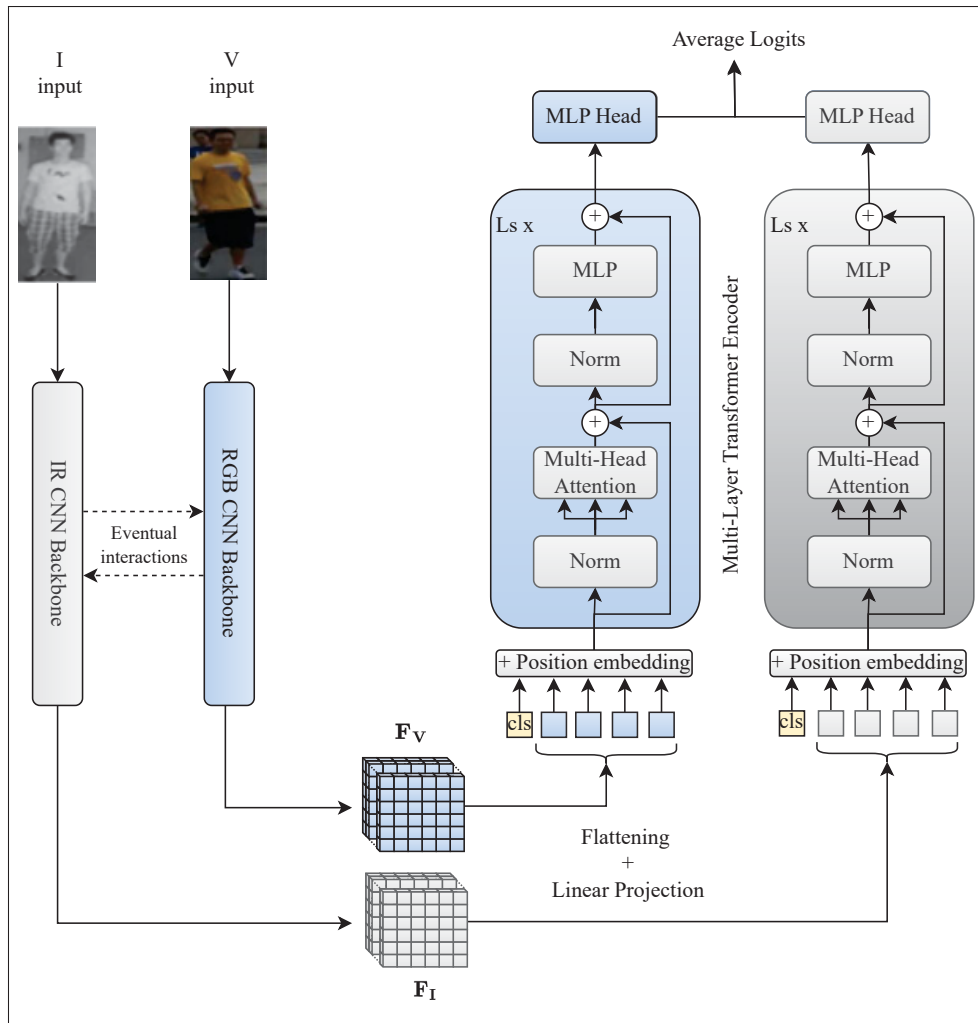 I
input
V
input
Average Logits
MLP Head
MLP Head
Ls x
+
MLP
Norm
+
Multi-Head
Attention
Norm
+ Position embedding
cls
Multi-Layer Transformer Encoder
Ls x
+
MLP
Norm
+
Multi-Head
Attention
Norm
+ Position embedding
cls
IR CNN Backbone
Eventual
interactions
RGB CNN Backbone
F_V
Flattening
+
Linear Projection
F_I